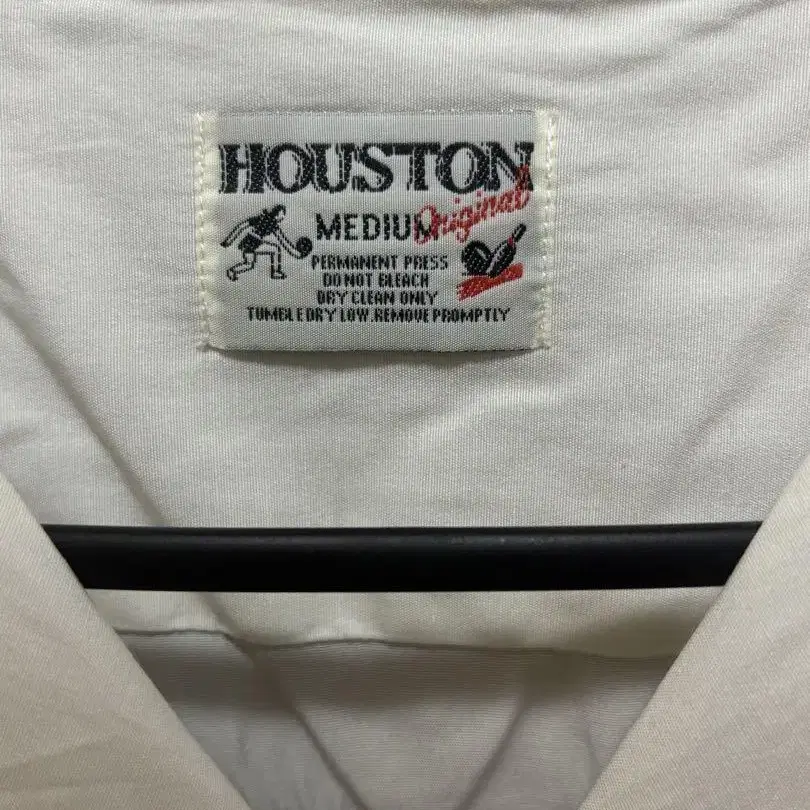 HOUSTON
Original
MEDIUM
PERMANENT PRESS
DO NOT BLEACH
DRY CLEAN ONLY
TUMBLE DRY LOW.REMOVE PROMPTLY